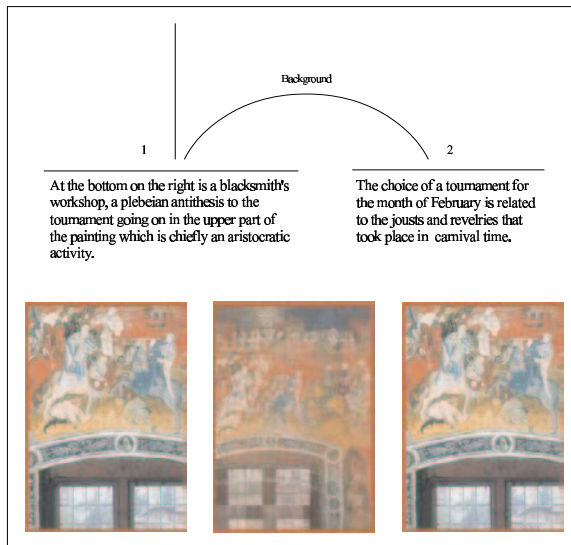 Background
1
2
At the bottom on the right is a blacksmith's
workshop, a plebeian antithesis to the
tournament going on in the upper part of
the painting which is chiefly an aristocratic
activity.
The choice of a tournament for
the month of February is related
to the jousts and revelries that
took place in carnival time.